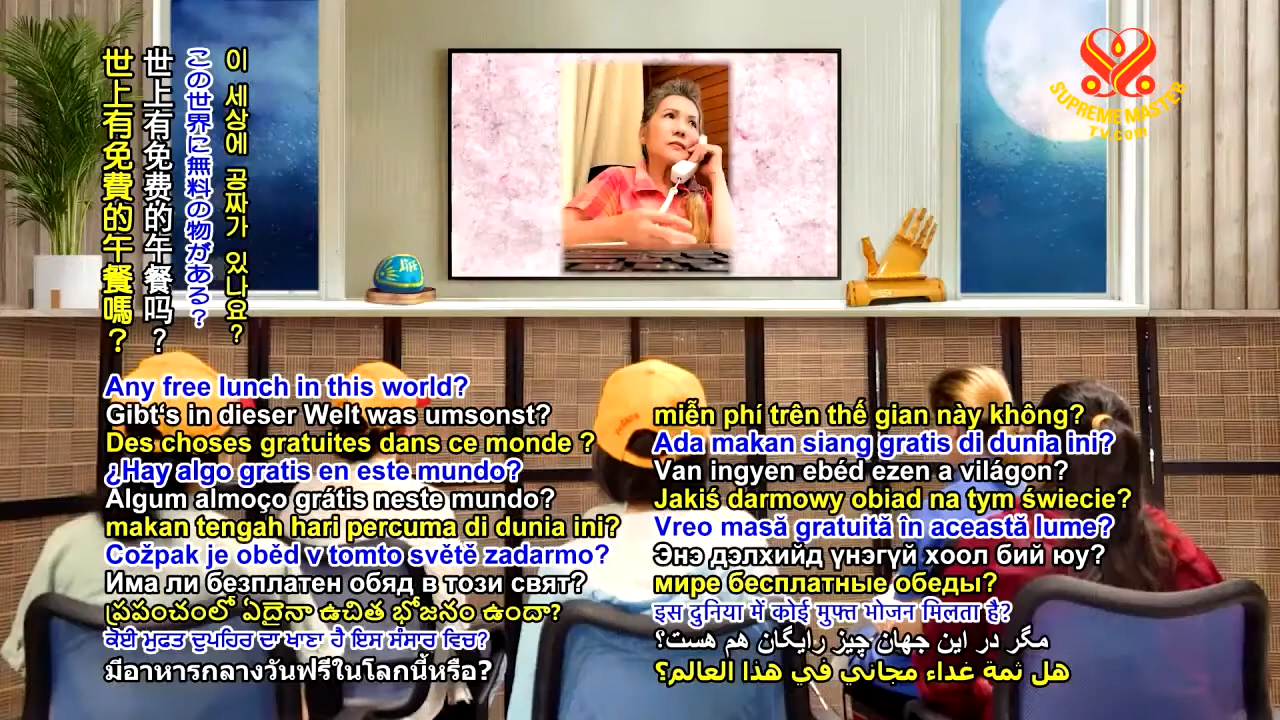 世上有免費的午餐嗎？
世上有免费的午餐吗？
この世界に無料の物がある？
이 세상에 공짜가 있나요?
SUPREME MASTER
TV.COM
Any free lunch in this world?
Gibt‘s in dieser Welt was umsonst?
Des choses gratuites dans ce monde ?
¿Hay algo gratis en este mundo?
Algum almoço grátis neste mundo?
makan tengah hari percuma di dunia ini?
Cožpak je oběd v tomto světě zadarmo?
Има ли безплатен обяд в този свят?
ప్రపంచంలో ఏదైనా ఉచిత భోజనం ఉందా?
ਕੋਈ ਮੁਫਤ ਦੁਪਹਿਰ ਦਾ ਖਾਣਾ ਹੈ ਇਸ ਸੰਸਾਰ ਵਿਚ?
มีอาหารกลางวันฟรีในโลกนี้หรือ?
miễn phí trên thế gian này không?
Ada makan siang gratis di dunia ini?
Van ingyen ebéd ezen a világon?
Jakiś darmowy obiad na tym świecie?
Vreo masă gratuită în această lume?
Энэ дэлхийд үнэгүй хоол бий юу?
мире бесплатные обеды?
इस दुनिया में कोई मुफ्त भोजन मिलता है?
مگر در این جهان چیز رایگان هم هست؟
هل ثمة غداء مجاني في هذا العالم؟